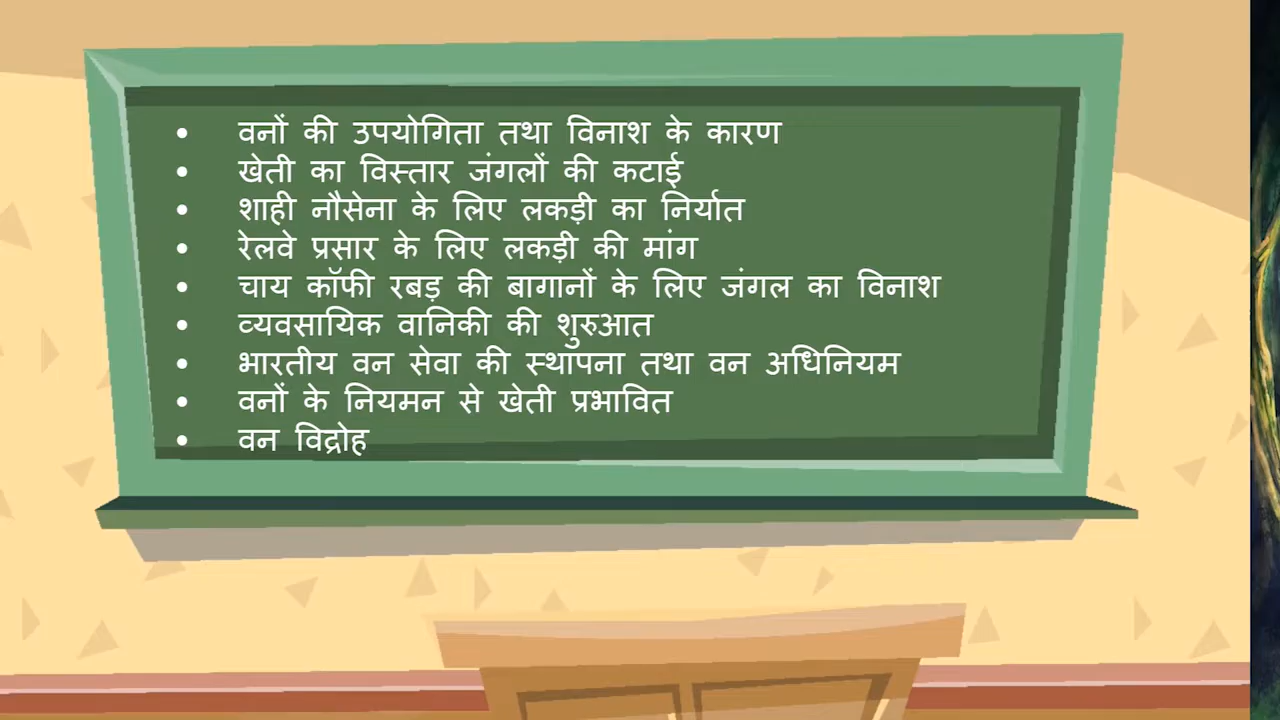 • वनों की उपयोगिता तथा विनाश के कारण
• खेती का विस्तार जंगलों की कटाई
• शाही नौसेना के लिए लकड़ी का निर्यात
• रेलवे प्रसार के लिए लकड़ी की मांग
• चाय कॉफी रबड़ की बागानों के लिए जंगल का विनाश
• व्यवसायिक वानिकी की शुरुआत
• भारतीय वन सेवा की स्थापना तथा वन अधिनियम
• वनों के नियमन से खेती प्रभावित
• वन विद्रोह